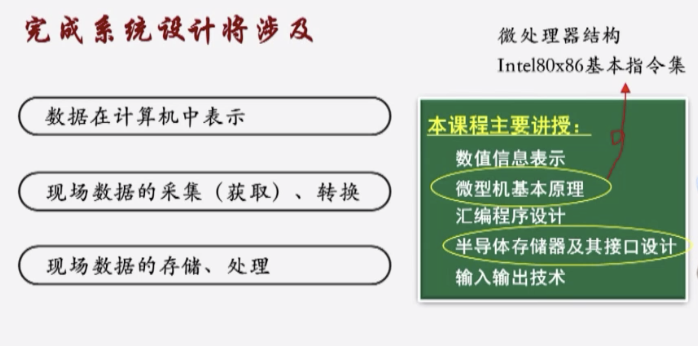 完成系统设计将涉及
数据在计算机中表示
现场数据的采集（获取）、转换
现场数据的存储、处理
微处理器结构
Intel80x86基本指令集
本课程主要讲授：
数值信息表示
微型机基本原理
汇编程序设计
半导体存储器及其接口设计
输入输出技术